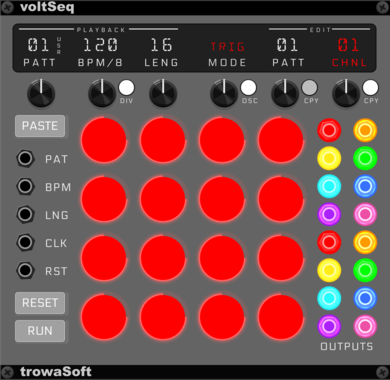 voltSeq
PLAYBACK EDIT
01 USR 120 16 TRIG 01 01
PATT BPM/8 LENG MODE PATT CHNL
DIV OSC CPY CPY
PASTE
PAT
BPM
LNG
CLK
RST
RESET
RUN
OUTPUTS
trowaSoft